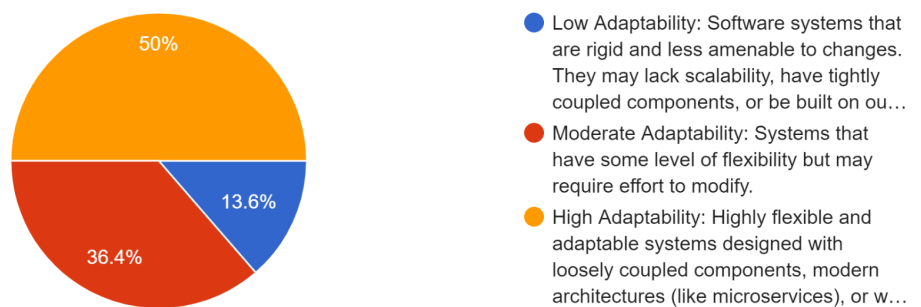 50%
13.6%
36.4%
Low Adaptability: Software systems that
are rigid and less amenable to changes.
They may lack scalability, have tightly
coupled components, or be built on ou…
Moderate Adaptability: Systems that
have some level of flexibility but may
require effort to modify.
High Adaptability: Highly flexible and
adaptable systems designed with
loosely coupled components, modern
architectures (like microservices), or w…